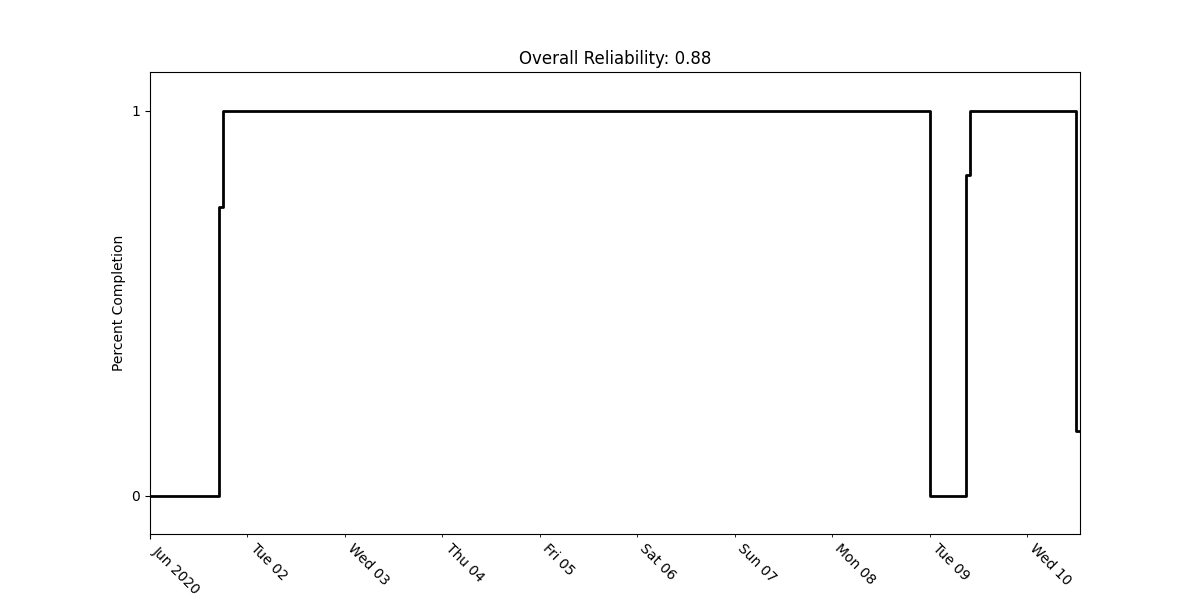 Overall Reliability: 0.88
Percent Completion
1
0
Jun 2020
Tue 02
Wed 03
Thu 04
Fri 05
Sat 06
Sun 07
Mon 08
Tue 09
Wed 10